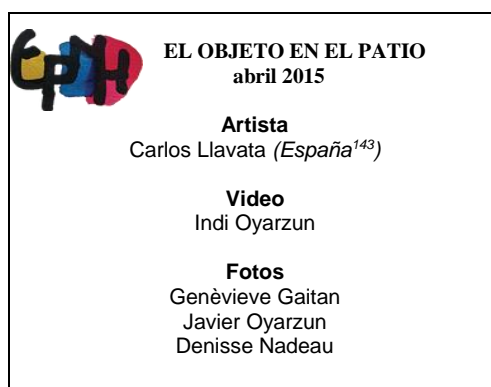 EPNH
EL OBJETO EN EL PATIO
abril 2015
Artista
Carlos Llavata (España143)
Video
Indi Oyarzun
Fotos
Genèvieve Gaitan
Javier Oyarzun
Denisse Nadeau